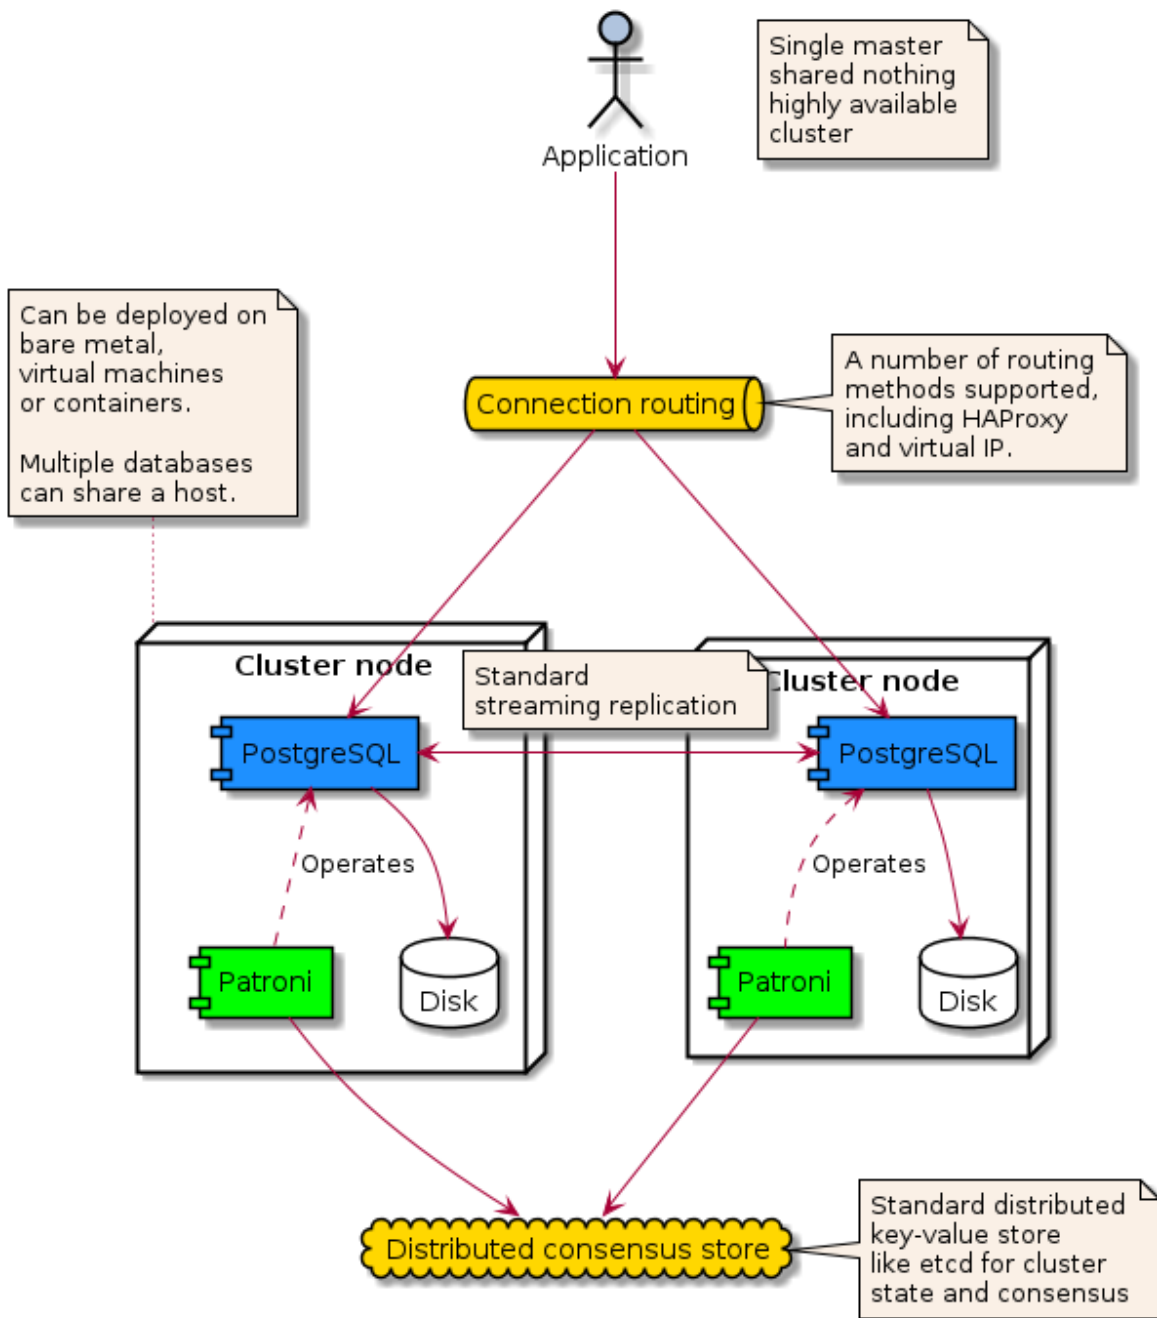 Single master
shared nothing
highly available
cluster
Application
Can be deployed on
bare metal,
virtual machines
or containers.
Multiple databases
can share a host.
Connection routing
A number of routing
methods supported,
including HAProxy
and virtual IP.
Cluster node
Standard
streaming replication
Cluster node
PostgreSQL
PostgreSQL
Operates
Operates
Patroni
Disk
Patroni
Disk
Distributed consensus store
Standard distributed
key-value store
like etcd for cluster
state and consensus